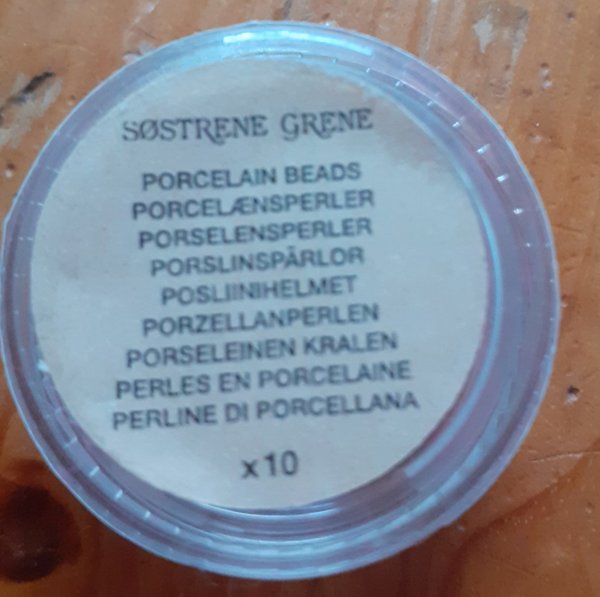 SØSTRENE GRENE
PORCELAIN BEADS
PORCELÆNSPERLER
PORSELENSPERLER
PORSLINSPÄRLOR
POSLIINIHELMET
PORZELLANPERLEN
PORSELEINEN KRALEN
PERLES EN PORCELAINE
PERLINE DI PORCELLANA
x10